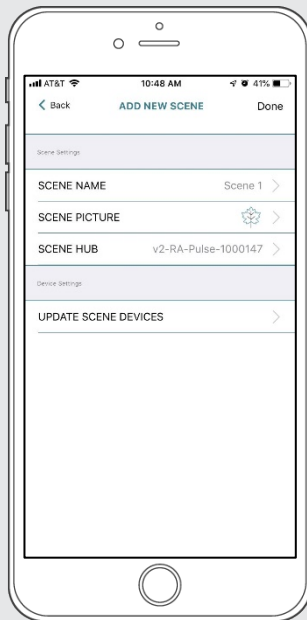 AT&T 10:48 AM 41%
Back ADD NEW SCENE Done
Scene Settings
SCENE NAME Scene 1
SCENE PICTURE
SCENE HUB v2-RA-Pulse-1000147
Device Settings
UPDATE SCENE DEVICES